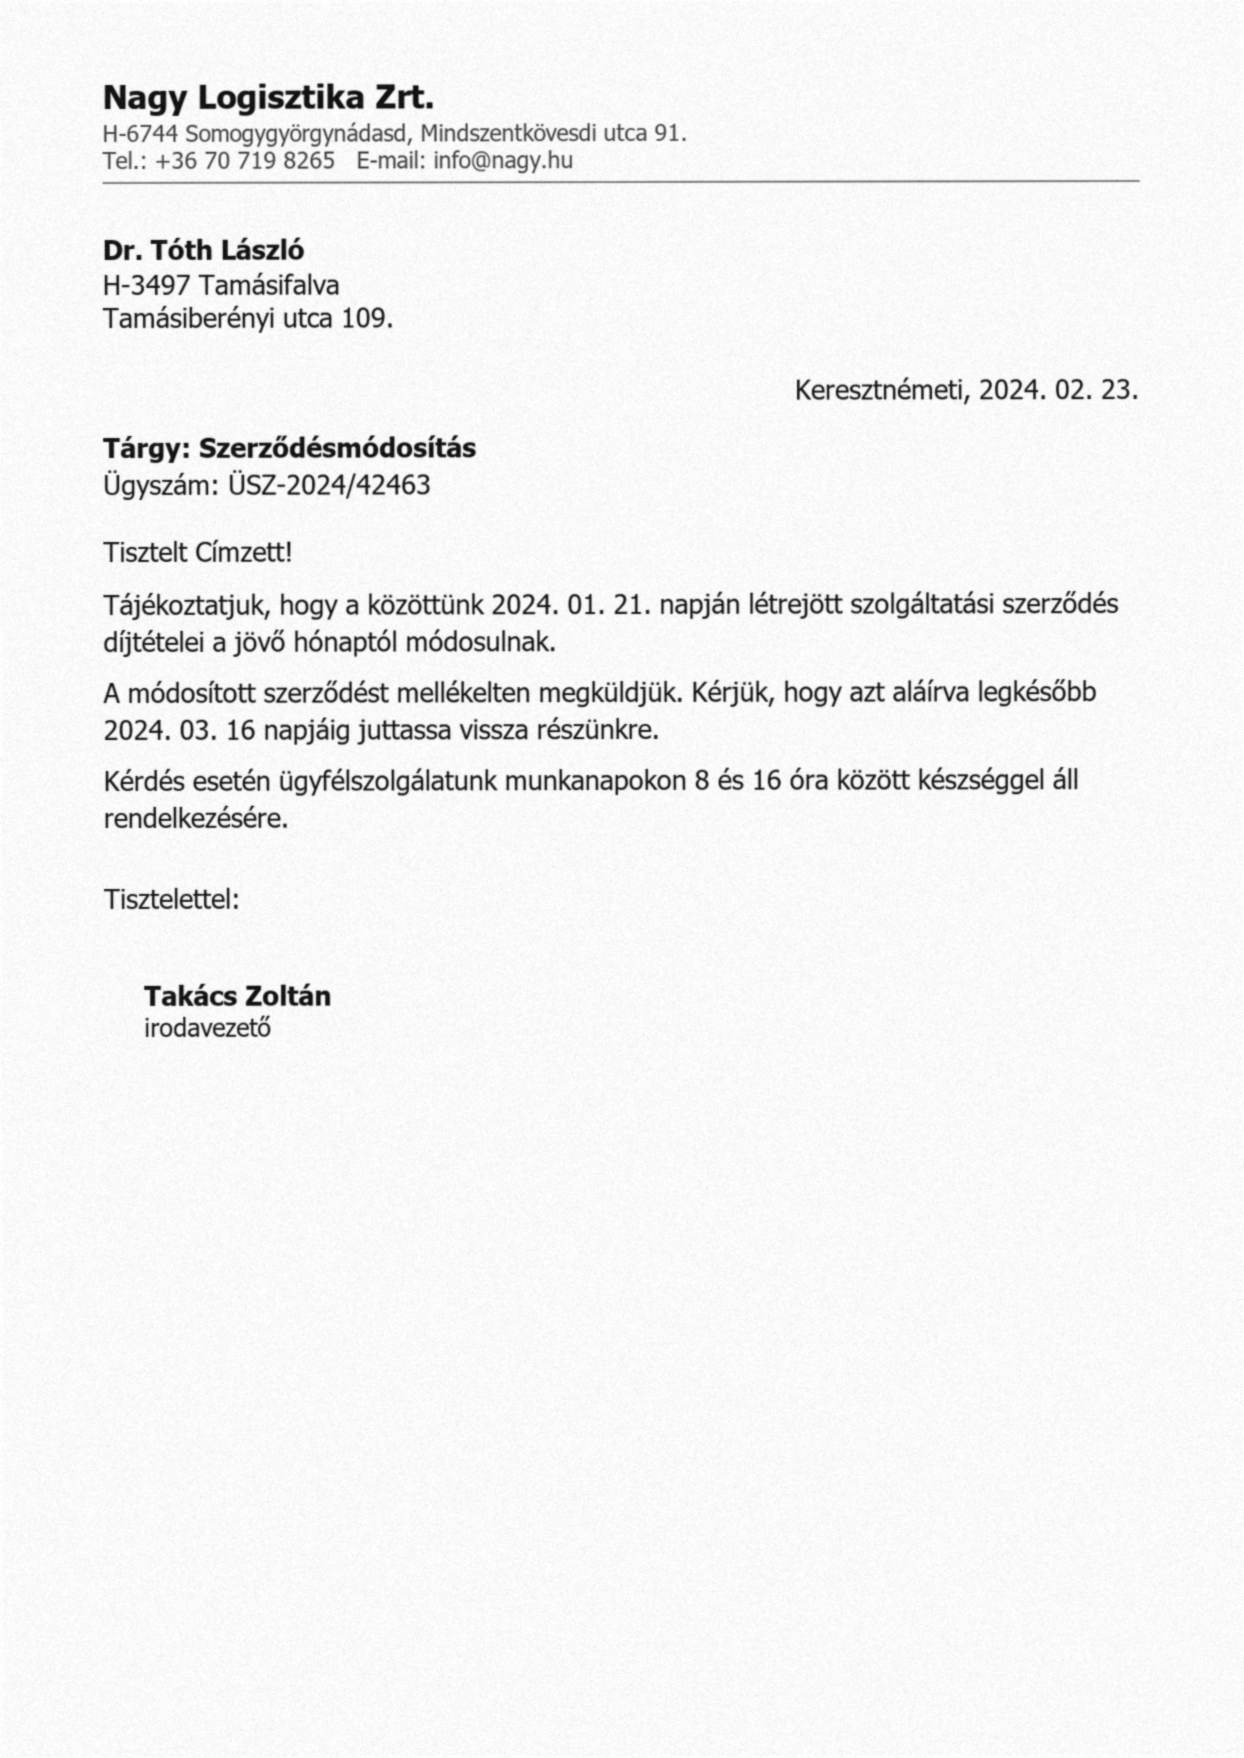 Nagy Logisztika Zrt.
H-6744 Somogygyörgynádasd, Mindszentkövesdi utca 91.
Tel.: +36 70 719 8265 E-mail: info@nagy.hu
Dr. Tóth László
H-3497 Tamásifalva
Tamásiberényi utca 109.
Keresztnémeti, 2024. 02. 23.
Tárgy: Szerződésmódosítás
Ügyszám: ÜSZ-2024/42463
Tisztelt Címzett!
Tájékoztatjuk, hogy a közöttünk 2024. 01. 21. napján létrejött szolgáltatási szerződés
díjtételei a jövő hónaptól módosulnak.
A módosított szerződést mellékelten megküldjük. Kérjük, hogy azt aláírva legkésőbb
2024. 03. 16 napjáig juttassa vissza részünkre.
Kérdés esetén ügyfélszolgálatunk munkanapokon 8 és 16 óra között készséggel áll
rendelkezésére.
Tisztelettel:
Takács Zoltán
irodavezető